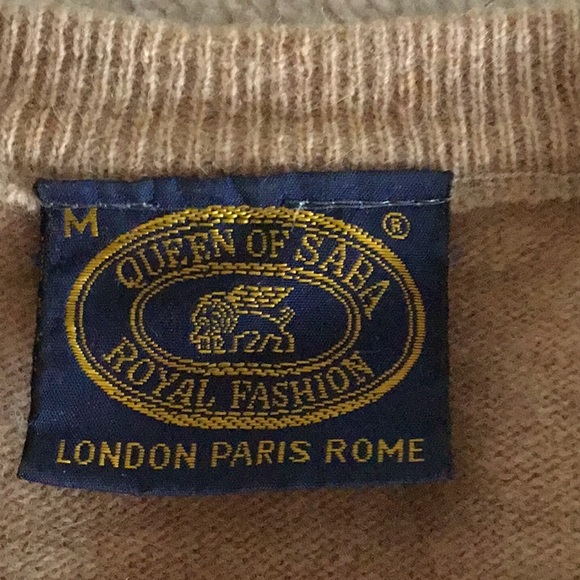 M ®
QUEEN OF SABA
ROYAL FASHION
LONDON PARIS ROME